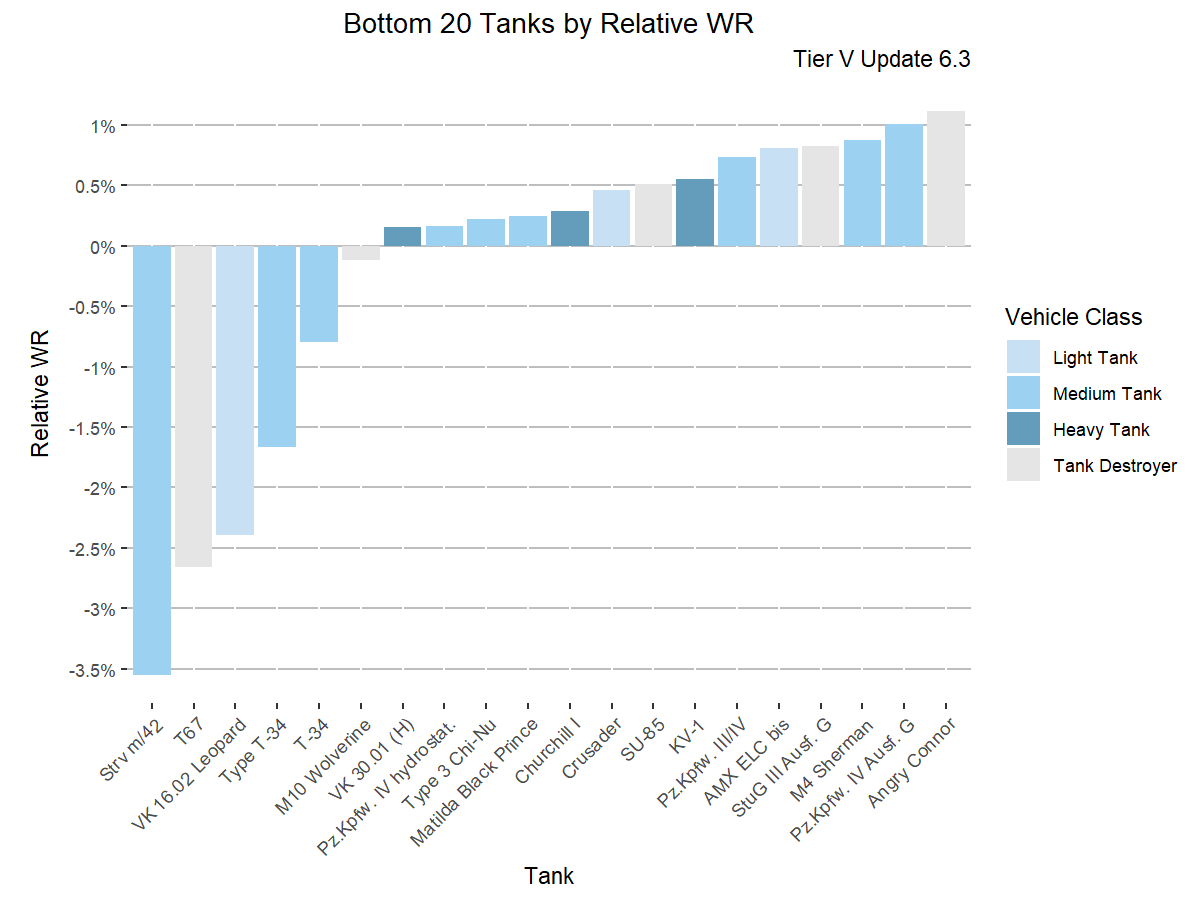 Bottom 20 Tanks by Relative WR
Tier V Update 6.3
1%
0.5%
0%
-0.5%
-1%
-1.5%
-2%
-2.5%
-3%
-3.5%
Relative WR
Strv m/42
T67
VK 16.02 Leopard
Type T-34
T-34
M10 Wolverine
VK 30.01 (H)
Pz.Kpfw. IV hydrostat.
Type 3 Chi-Nu
Matilda Black Prince
Churchill I
Crusader
SU-85
KV-1
Pz.Kpfw. III/IV
AMX ELC bis
StuG III Ausf. G
M4 Sherman
Pz.Kpfw. IV Ausf. G
Angry Connor
Tank
Vehicle Class
Light Tank
Medium Tank
Heavy Tank
Tank Destroyer